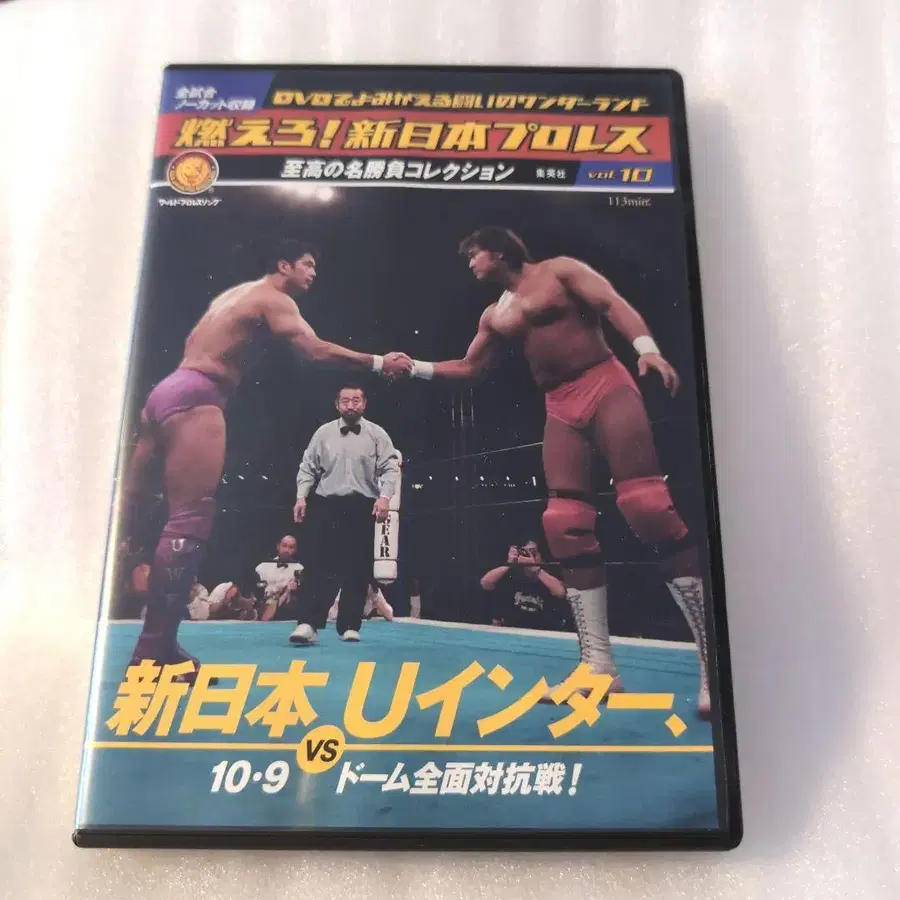 全試合
ノーカット収録
DVDでよみがえる闘いのワンダーランド
燃えろ!新日本プロレス
至高の名勝負コレクション
集英社
vol.10
ワールドプロレスリング
113min.
GEAR
U
W
新日本 VS Uインター、
10・9 ドーム全面対抗戦!